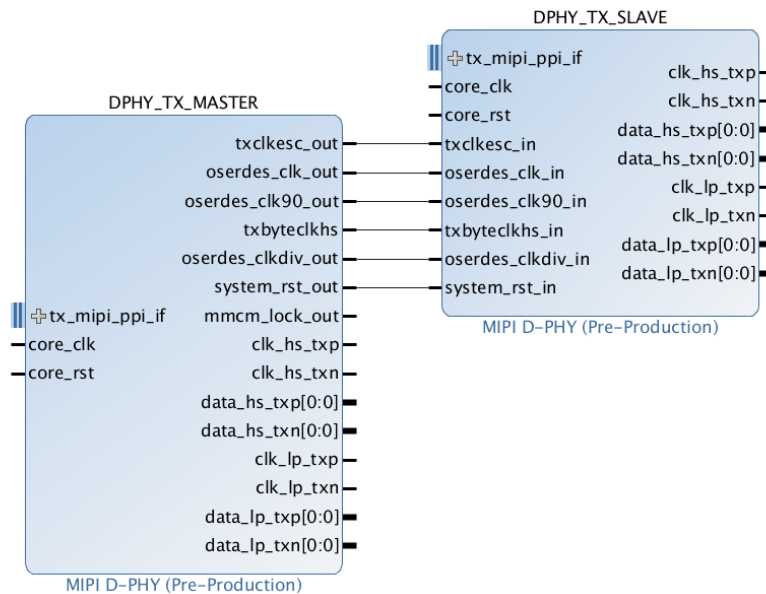 DPHY_TX_SLAVE
tx_mipi_ppi_if
core_clk
core_rst
txclkesc_in
oserdes_clk_in
oserdes_clk90_in
txbyteclkhs_in
oserdes_clkdiv_in
system_rst_in
clk_hs_txp
clk_hs_txn
data_hs_txp[0:0]
data_hs_txn[0:0]
clk_lp_txp
clk_lp_txn
data_lp_txp[0:0]
data_lp_txn[0:0]
MIPI D-PHY (Pre-Production)
DPHY_TX_MASTER
tx_mipi_ppi_if
core_clk
core_rst
txclkesc_out
oserdes_clk_out
oserdes_clk90_out
txbyteclkhs
oserdes_clkdiv_out
system_rst_out
mmcm_lock_out
clk_hs_txp
clk_hs_txn
data_hs_txp[0:0]
data_hs_txn[0:0]
clk_lp_txp
clk_lp_txn
data_lp_txp[0:0]
data_lp_txn[0:0]
MIPI D-PHY (Pre-Production)